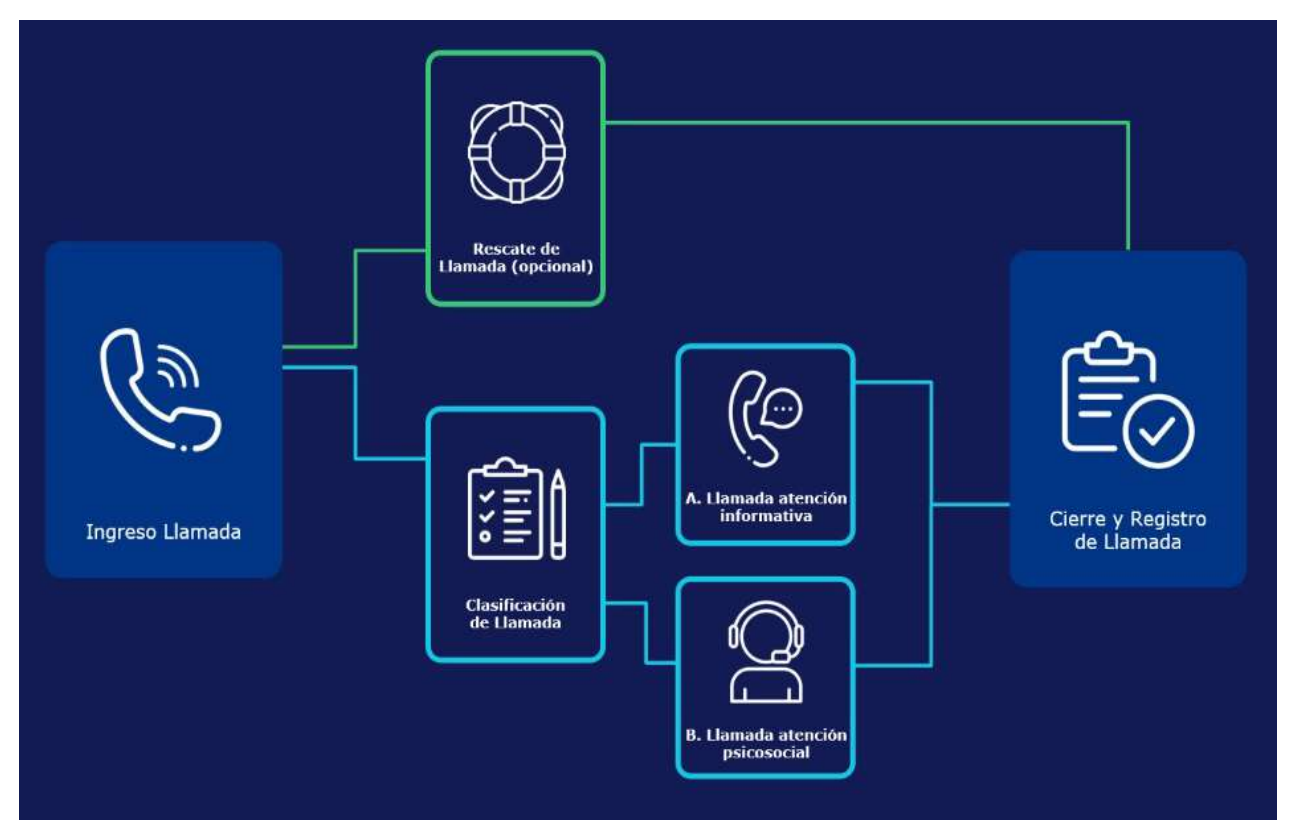 Ingreso Llamada
Rescate de
Llamada (opcional)
Clasificación
de Llamada
A. Llamada atención
informativa
B. Llamada atención
psicosocial
Cierre y Registro
de Llamada